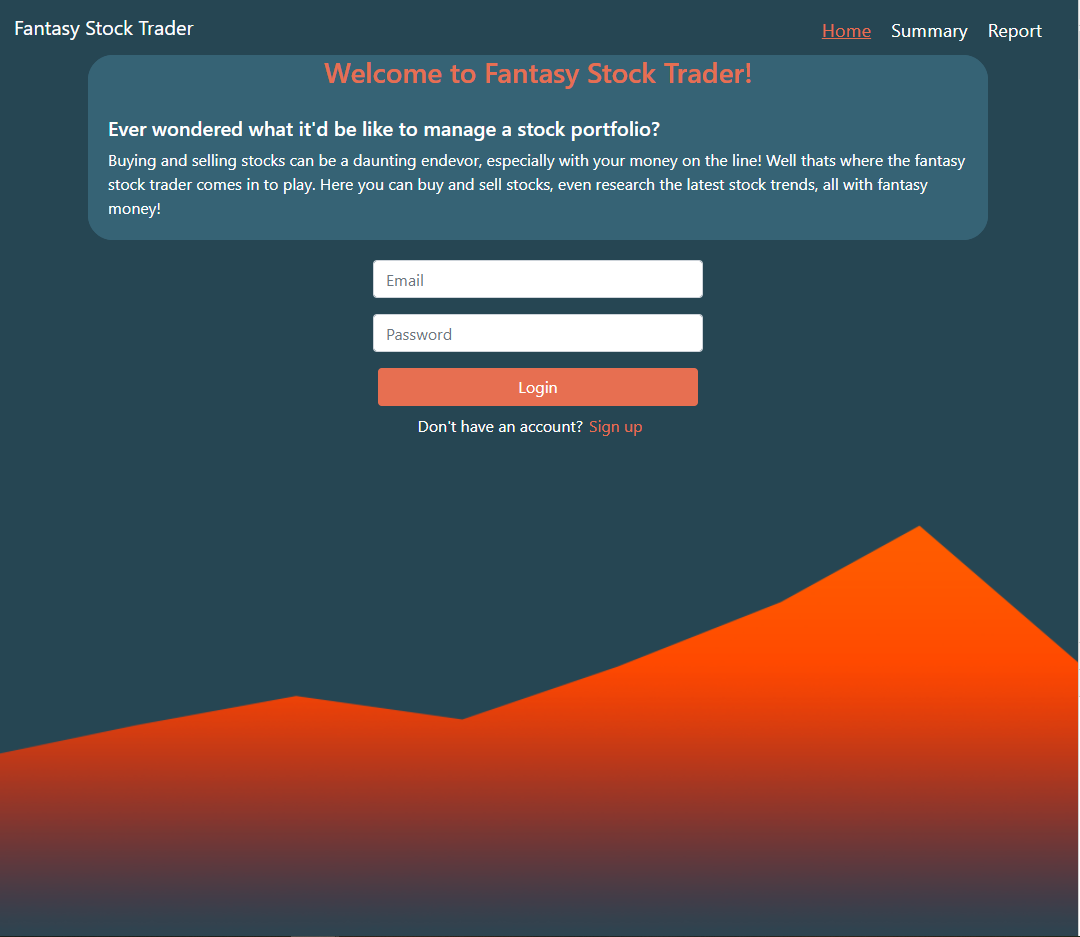 Fantasy Stock Trader
Home Summary Report
Welcome to Fantasy Stock Trader!
Ever wondered what it'd be like to manage a stock portfolio?
Buying and selling stocks can be a daunting endevor, especially with your money on the line! Well thats where the fantasy
stock trader comes in to play. Here you can buy and sell stocks, even research the latest stock trends, all with fantasy
money!
Email
Password
Login
Don't have an account? Sign up